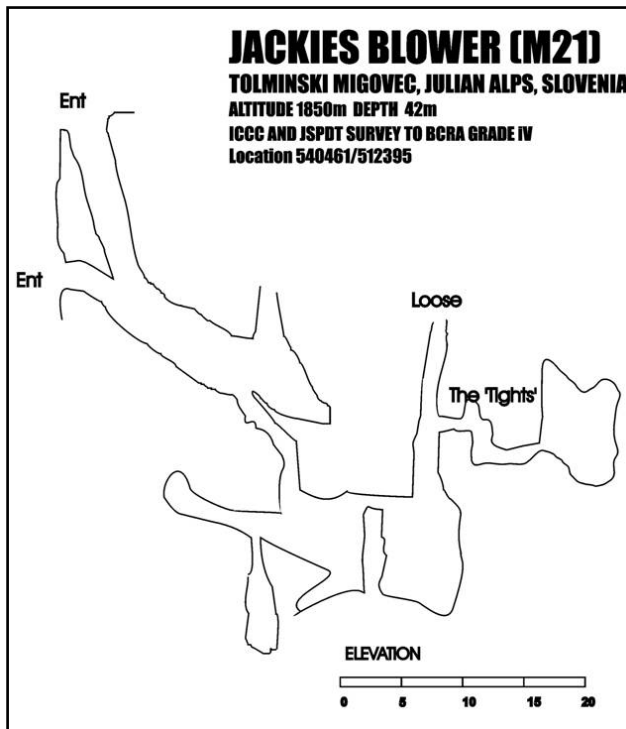 JACKIES BLOWER (M21)
TOLMINSKI MIGOVEC, JULIAN ALPS, SLOVENIA
ALTITUDE 1850m DEPTH 42m
ICCC AND JSPDT SURVEY TO BCRA GRADE iV
Location 540461/512395
Ent
Ent
Loose
The 'Tights'
ELEVATION
0 5 10 15 20